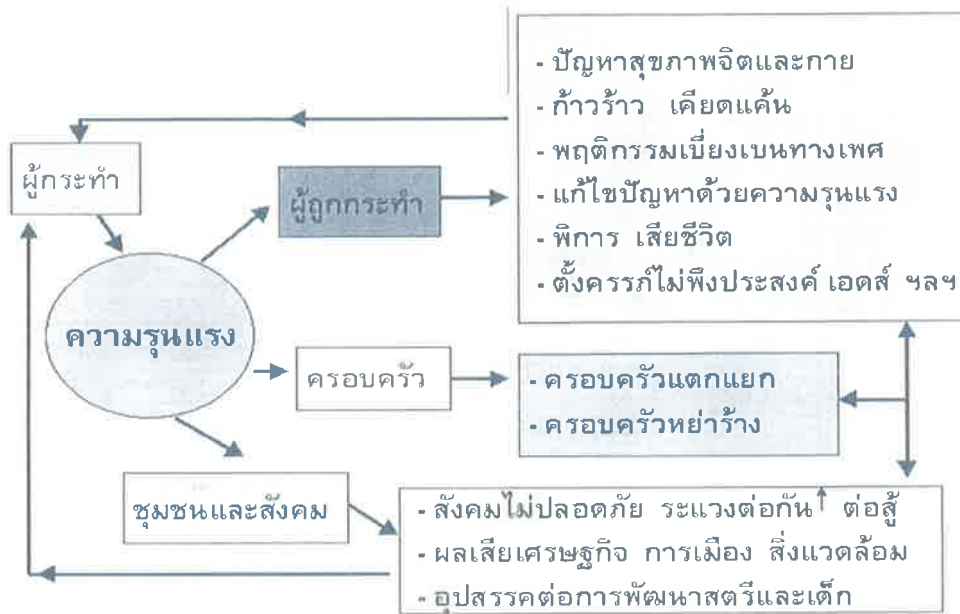 - ปัญหาสุขภาพจิตและกาย
- ก้าวร้าว เคียดแค้น
- พฤติกรรมเบี่ยงเบนทางเพศ
- แก้ไขปัญหาด้วยความรุนแรง
- พิการ เสียชีวิต
- ตั้งครรภ์ไม่พึงประสงค์ เอดส์ ฯลฯ
ผู้กระทำ
ผู้ถูกกระทำ
ความรุนแรง
ครอบครัว
- ครอบครัวแตกแยก
- ครอบครัวหย่าร้าง
ชุมชนและสังคม
- สังคมไม่ปลอดภัย ระแวงต่อกัน ↑ ต่อสู้
- ผลเสียเศรษฐกิจ การเมือง สิ่งแวดล้อม
- อุปสรรคต่อการพัฒนาสตรีและเด็ก